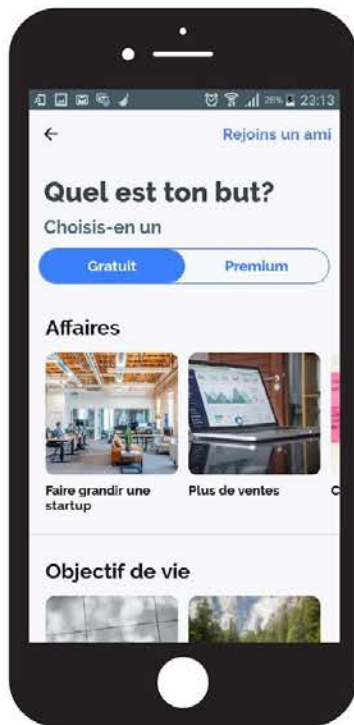 28% 23:13
Rejoins un ami
Quel est ton but?
Choisis-en un
Gratuit
Premium
Affaires
Faire grandir une
startup
Plus de ventes
C
Objectif de vie